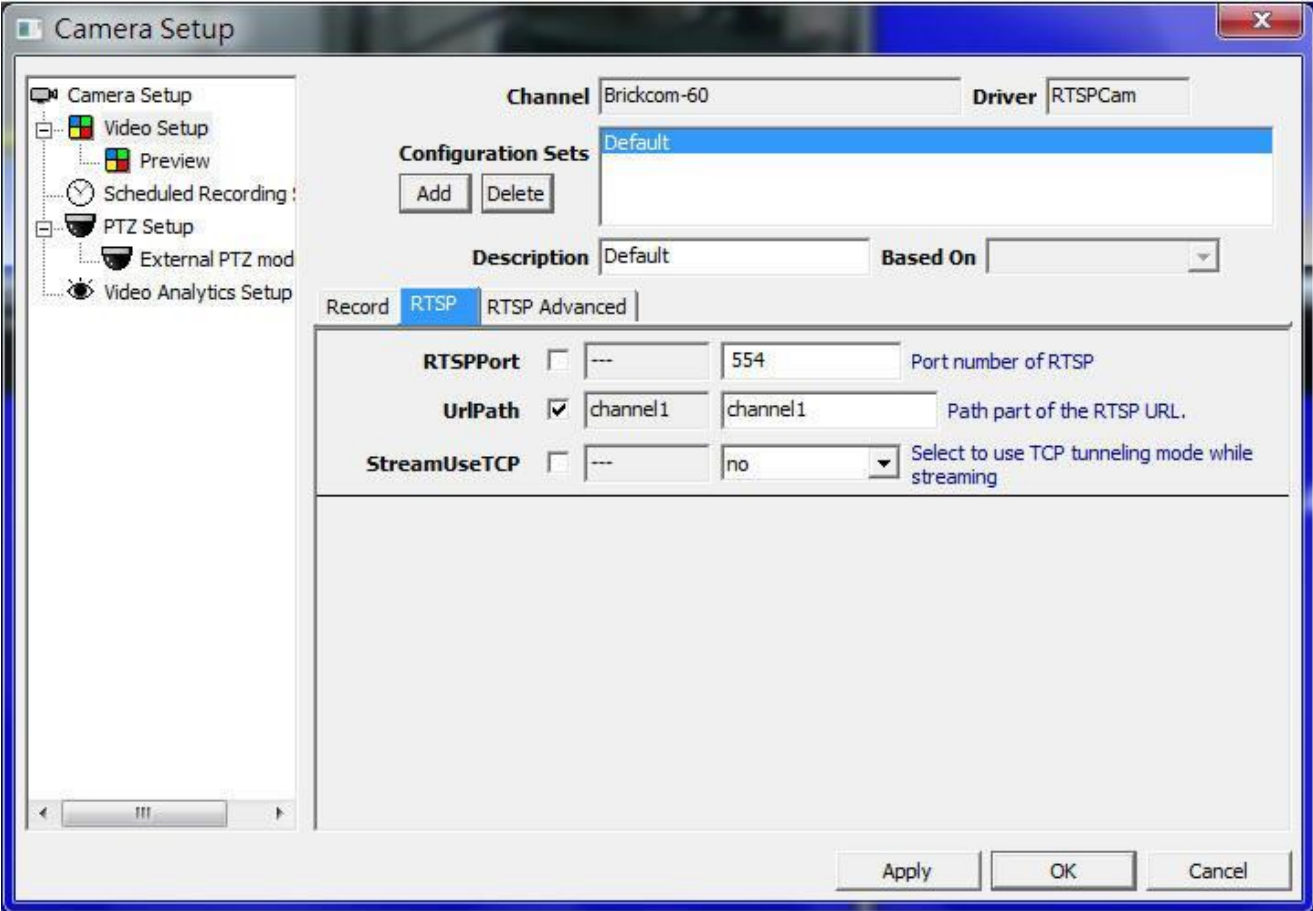 Camera Setup
X
Camera Setup
Video Setup
Preview
Scheduled Recording
PTZ Setup
External PTZ mod
Video Analytics Setup
Channel Brickcom-60 Driver RTSPCam
Configuration Sets Default
Add Delete
Description Default Based On
Record RTSP RTSP Advanced
RTSPPort --- 554 Port number of RTSP
UrlPath channel1 channel1 Path part of the RTSP URL.
StreamUseTCP --- no Select to use TCP tunneling mode while
streaming
Apply OK Cancel